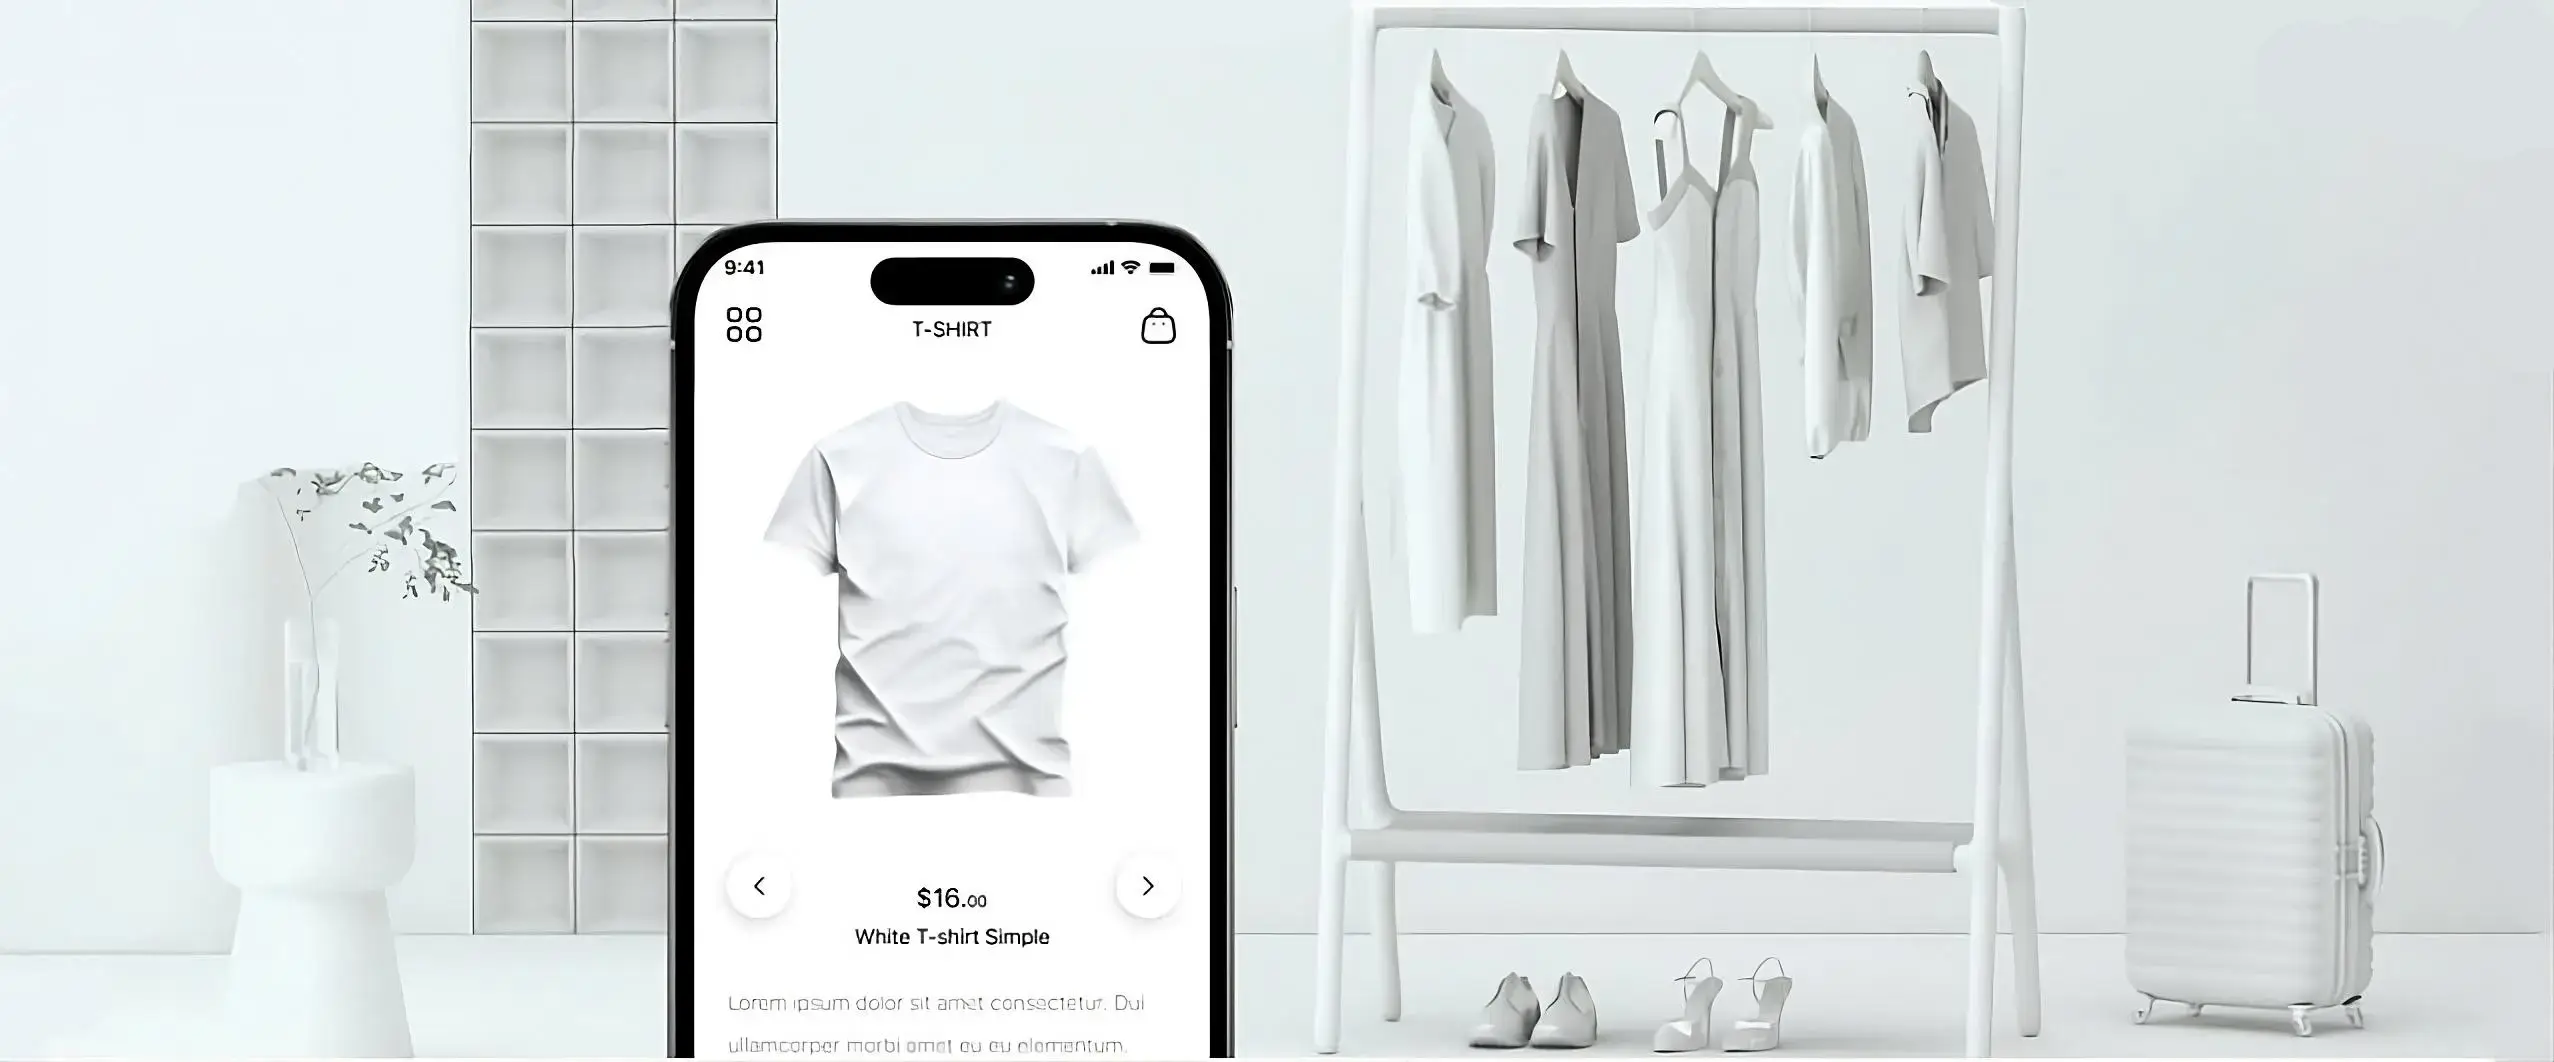 9:41
T-SHIRT
$16.00
White T-shirt Simple
Lorem ipsum dolor sit amet consectetur. Dui
ullamcorper morbi amet eu eu elementum.